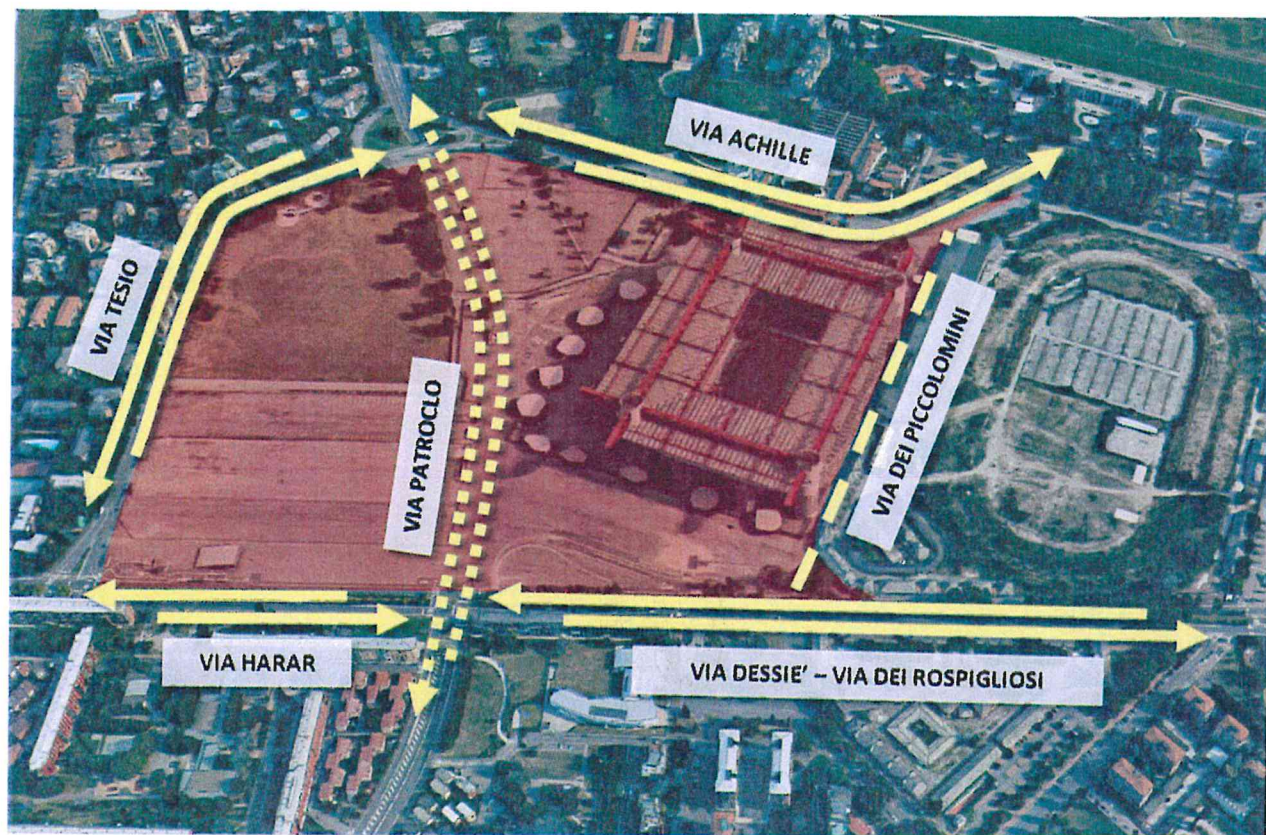 VIA ACHILLE
VIA TESIO
VIA PATROCLO
VIA DEI PICCOLOMINI
VIA HARAR
VIA DESSIE' – VIA DEI ROSPIGLIOSI